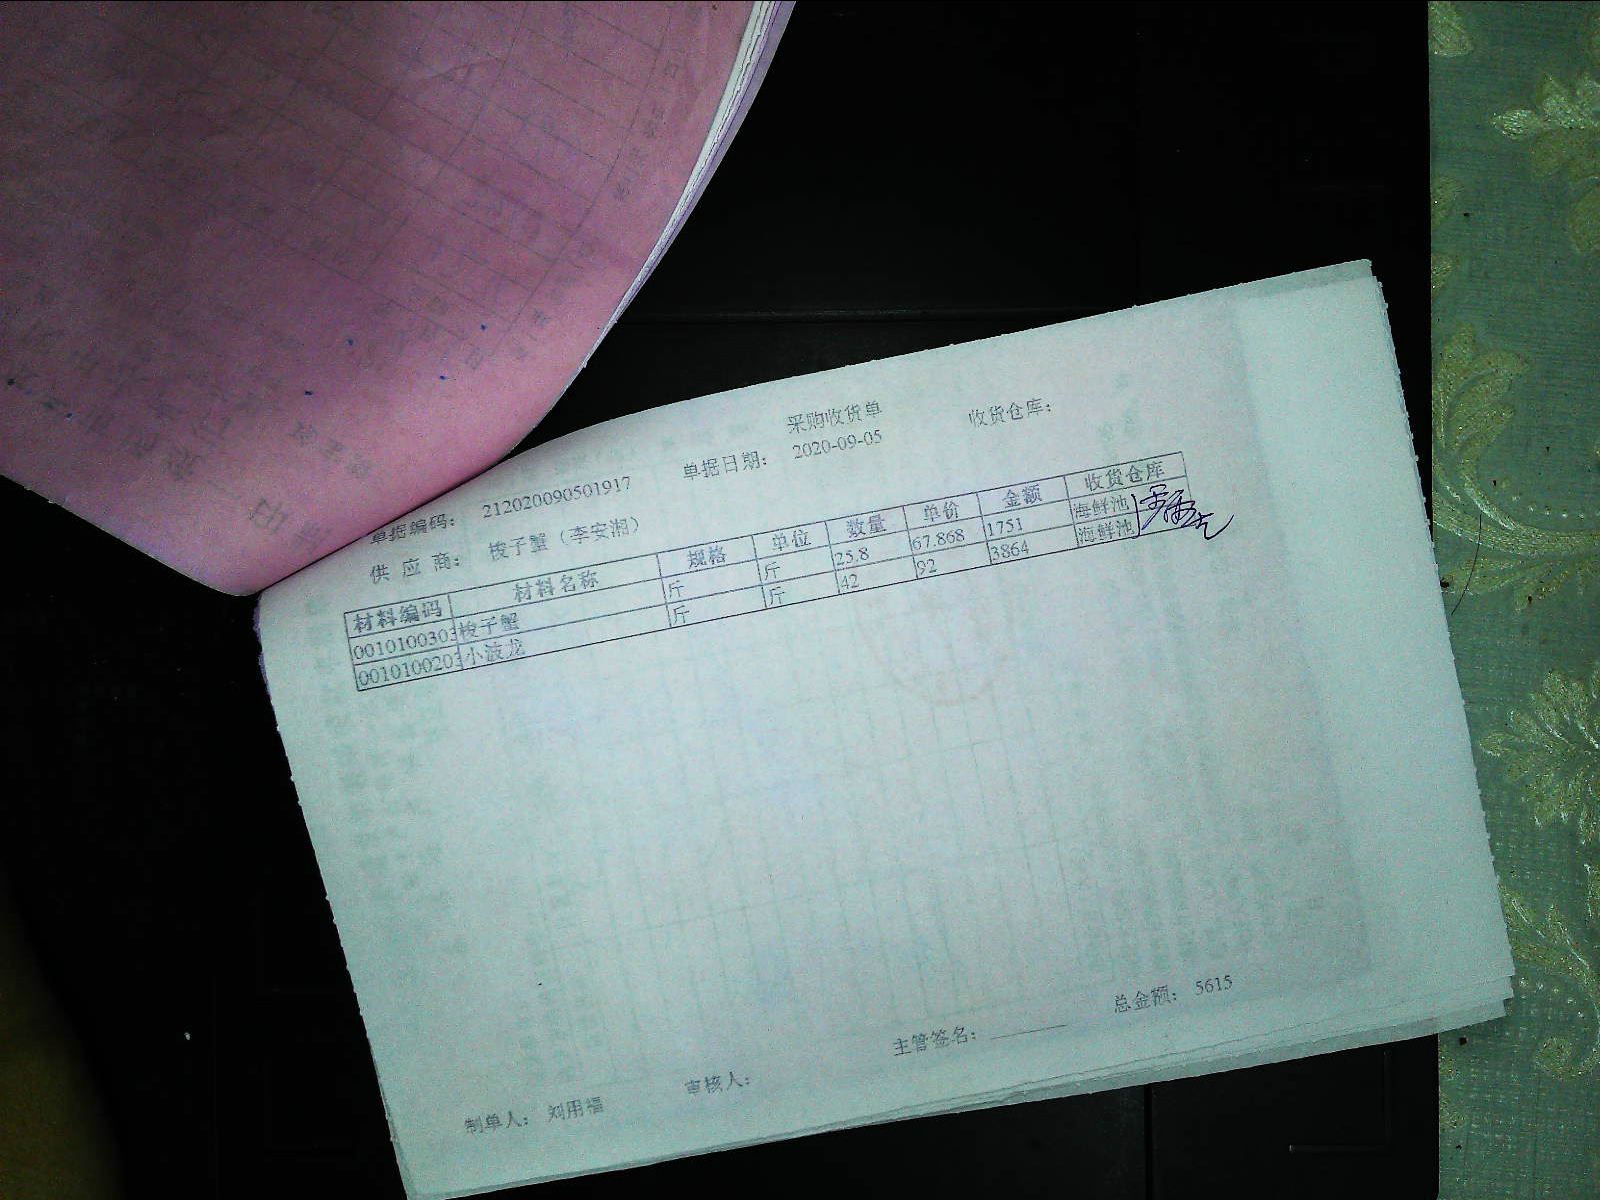 采购收货单
单据编码： 212020090501917 单据日期： 2020-09-05 收货仓库：
供 应 商： 梭子蟹（李安湘）
材料编码 材料名称 规格 单位 数量 单价 金额 收货仓库
0010100303 梭子蟹 斤 斤 25.8 67.868 1751 海鲜池
0010100203 小波龙 斤 斤 42 92 3864 海鲜池
总金额： 5615
制单人： 刘用福 审核人： 主管签名：